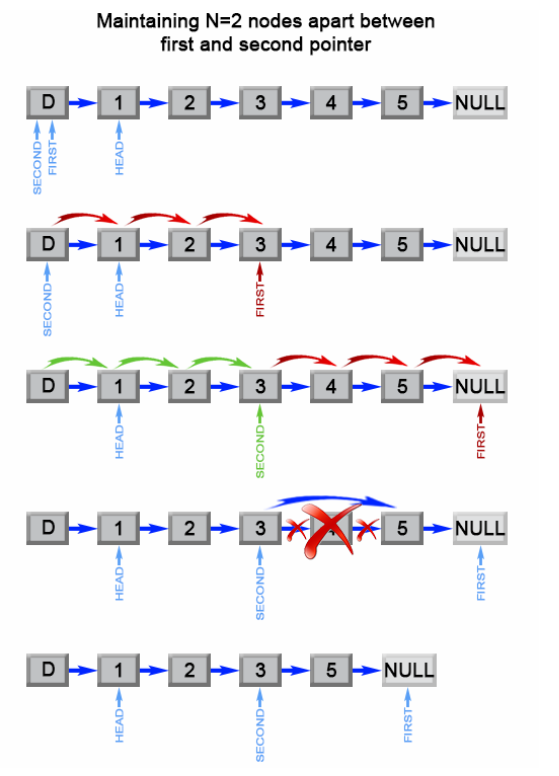 Maintaining N=2 nodes apart between
first and second pointer
D 1 2 3 4 5 NULL
SECOND FIRST HEAD
D 1 2 3 4 5 NULL
SECOND HEAD FIRST
D 1 2 3 4 5 NULL
HEAD SECOND FIRST
D 1 2 3 4 5 NULL
HEAD SECOND FIRST
D 1 2 3 5 NULL
HEAD SECOND FIRST